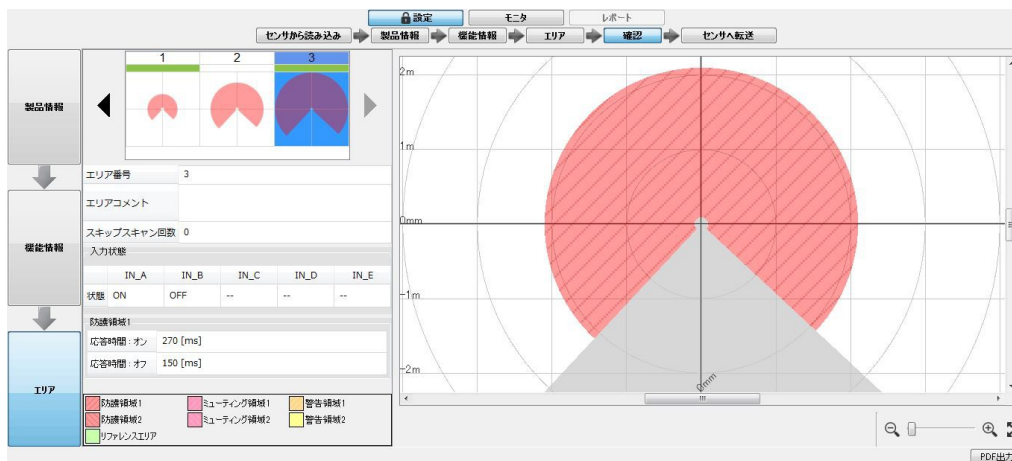 設定 モニタ レポート
センサから読み込み 製品情報 機能情報 エリア 確認 センサへ転送
製品情報
機能情報
エリア
1 2 3
エリア番号 3
エリアコメント
スキップスキャン回数 0
入力状態
IN_A IN_B IN_C IN_D IN_E
状態 ON OFF -- -- --
防護領域1
応答時間:オン 270 [ms]
応答時間:オフ 150 [ms]
防護領域1 ミューティング領域1 警告領域1
防護領域2 ミューティング領域2 警告領域2
リファレンスエリア
2m
1m
0mm
-1m
-2m
0mm
PDF出力